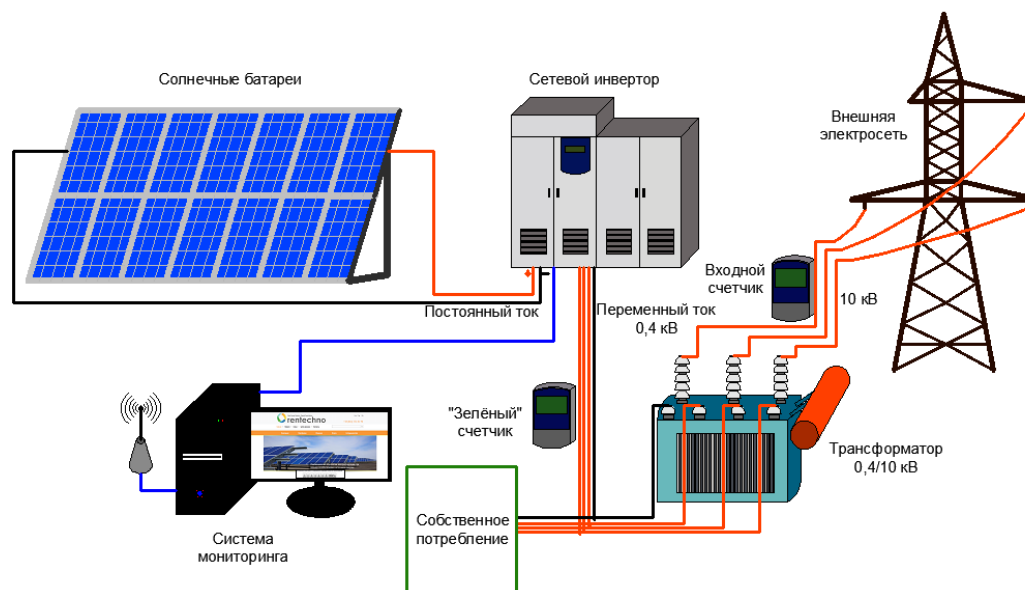 Солнечные батареи
Сетевой инвертор
Внешняя
электросеть
Входной
счетчик
10 кВ
Постоянный ток
Переменный ток
0,4 кВ
"Зелёный"
счетчик
rentechno
Трансформатор
0,4/10 кВ
Собственное
потребление
Система
мониторинга